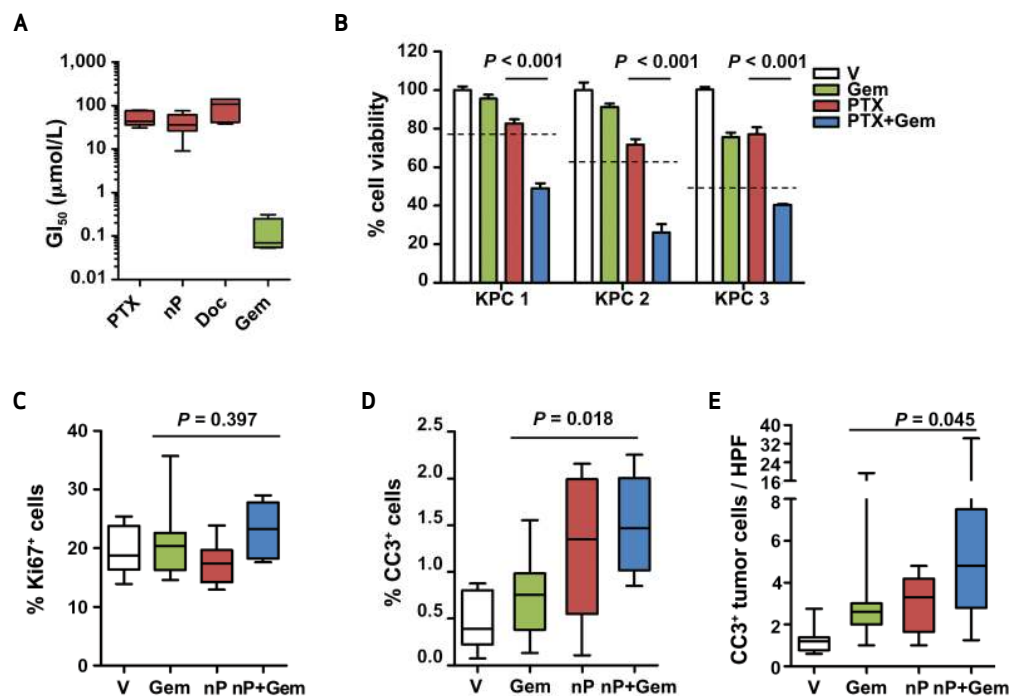 A
GI50 (μmol/L)
1,000
100
10
1
0.1
0.01
PTX
nP
Doc
Gem
B
% cell viability
120
100
80
60
40
20
0
P < 0.001
P < 0.001
P < 0.001
KPC 1
KPC 2
KPC 3
V
Gem
PTX
PTX+Gem
C
% Ki67+ cells
40
30
20
10
0
P = 0.397
V
Gem
nP
nP+Gem
D
% CC3+ cells
2.5
2.0
1.5
1.0
0.5
0.0
P = 0.018
V
Gem
nP
nP+Gem
E
CC3+ tumor cells / HPF
40
32
24
16
8
6
4
2
0
P = 0.045
V
Gem
nP
nP+Gem